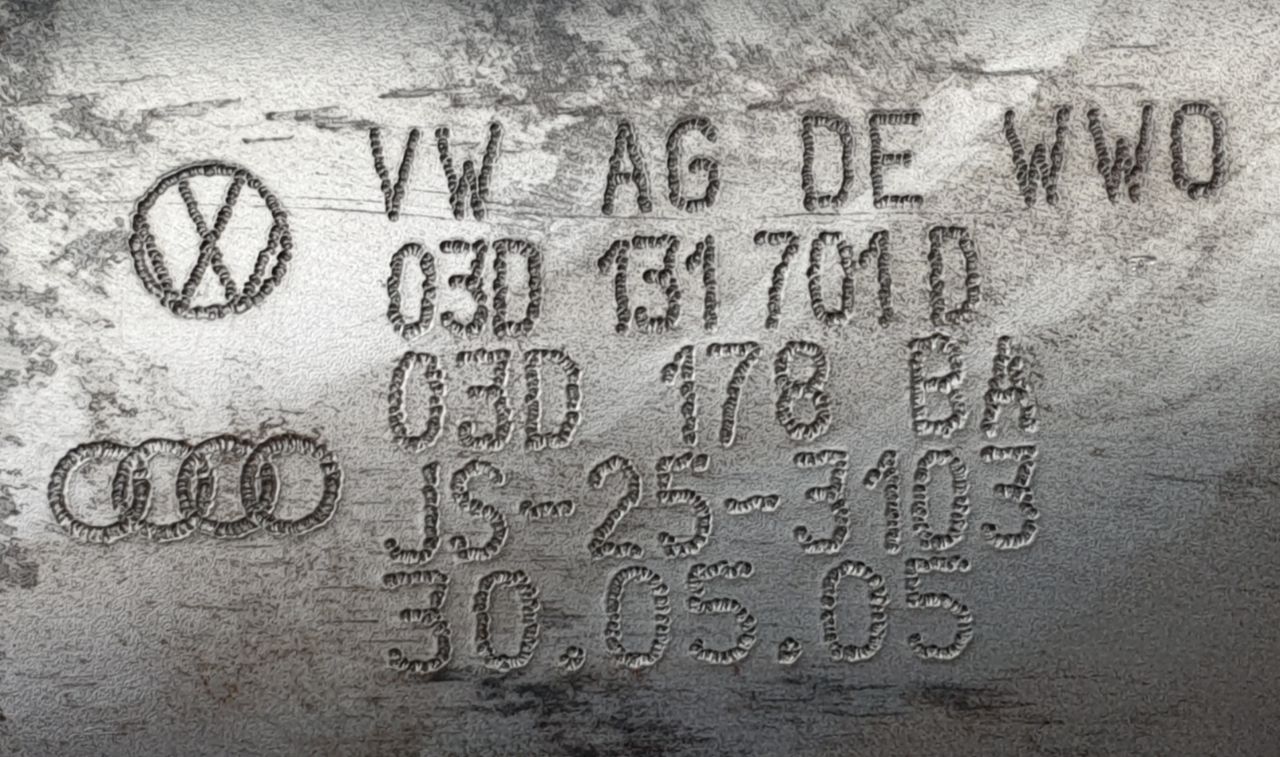 VW AG DE WWO
03D 131 701 D
03D 178 BA
JS-25-3103
30.05.05